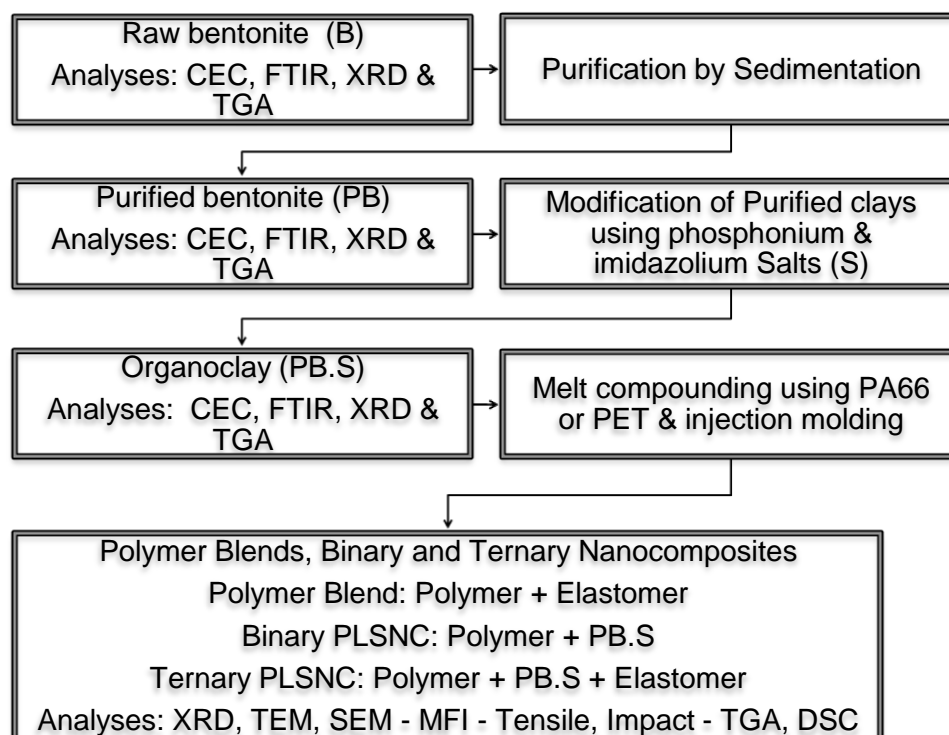 Raw bentonite (B)
Analyses: CEC, FTIR, XRD &
TGA
Purification by Sedimentation
Purified bentonite (PB)
Analyses: CEC, FTIR, XRD &
TGA
Modification of Purified clays
using phosphonium &
imidazolium Salts (S)
Organoclay (PB.S)
Analyses: CEC, FTIR, XRD &
TGA
Melt compounding using PA66
or PET & injection molding
Polymer Blends, Binary and Ternary Nanocomposites
Polymer Blend: Polymer + Elastomer
Binary PLSNC: Polymer + PB.S
Ternary PLSNC: Polymer + PB.S + Elastomer
Analyses: XRD, TEM, SEM - MFI - Tensile, Impact - TGA, DSC